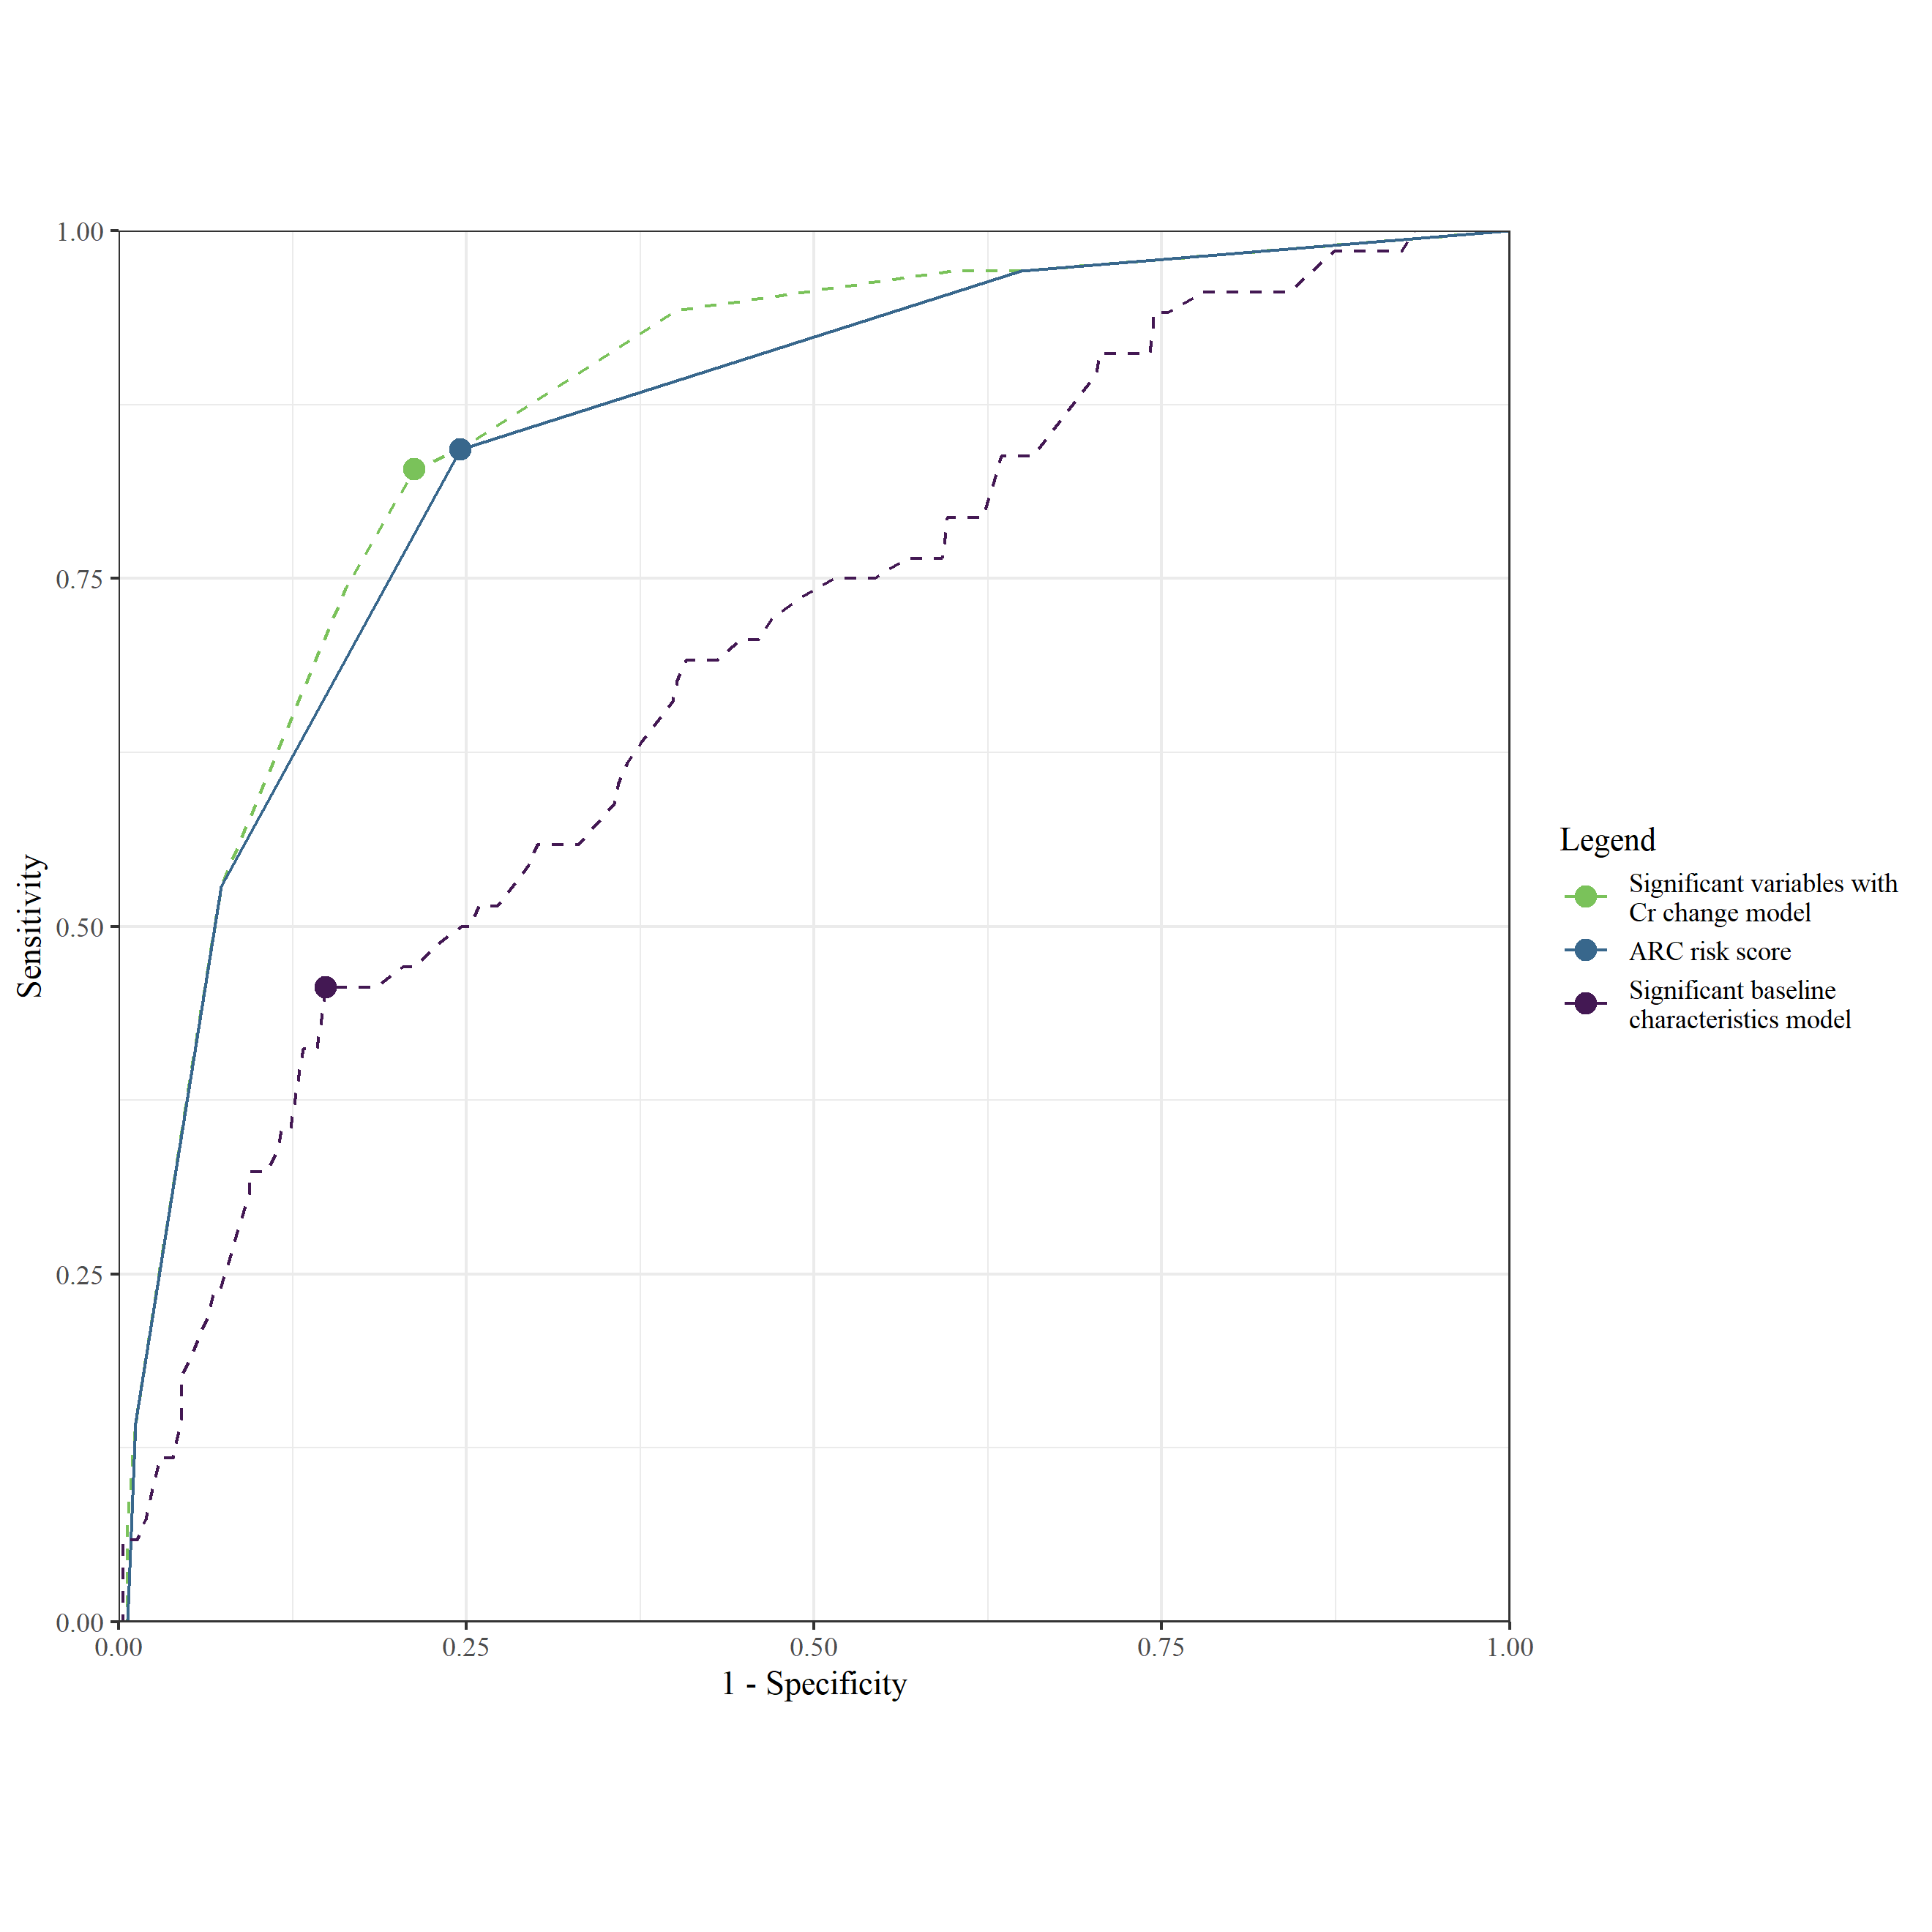 1.00
0.75
0.50
0.25
0.00
Sensitivity
0.00
0.25
0.50
0.75
1.00
1 - Specificity
Legend
Significant variables with
Cr change model
ARC risk score
Significant baseline
characteristics model